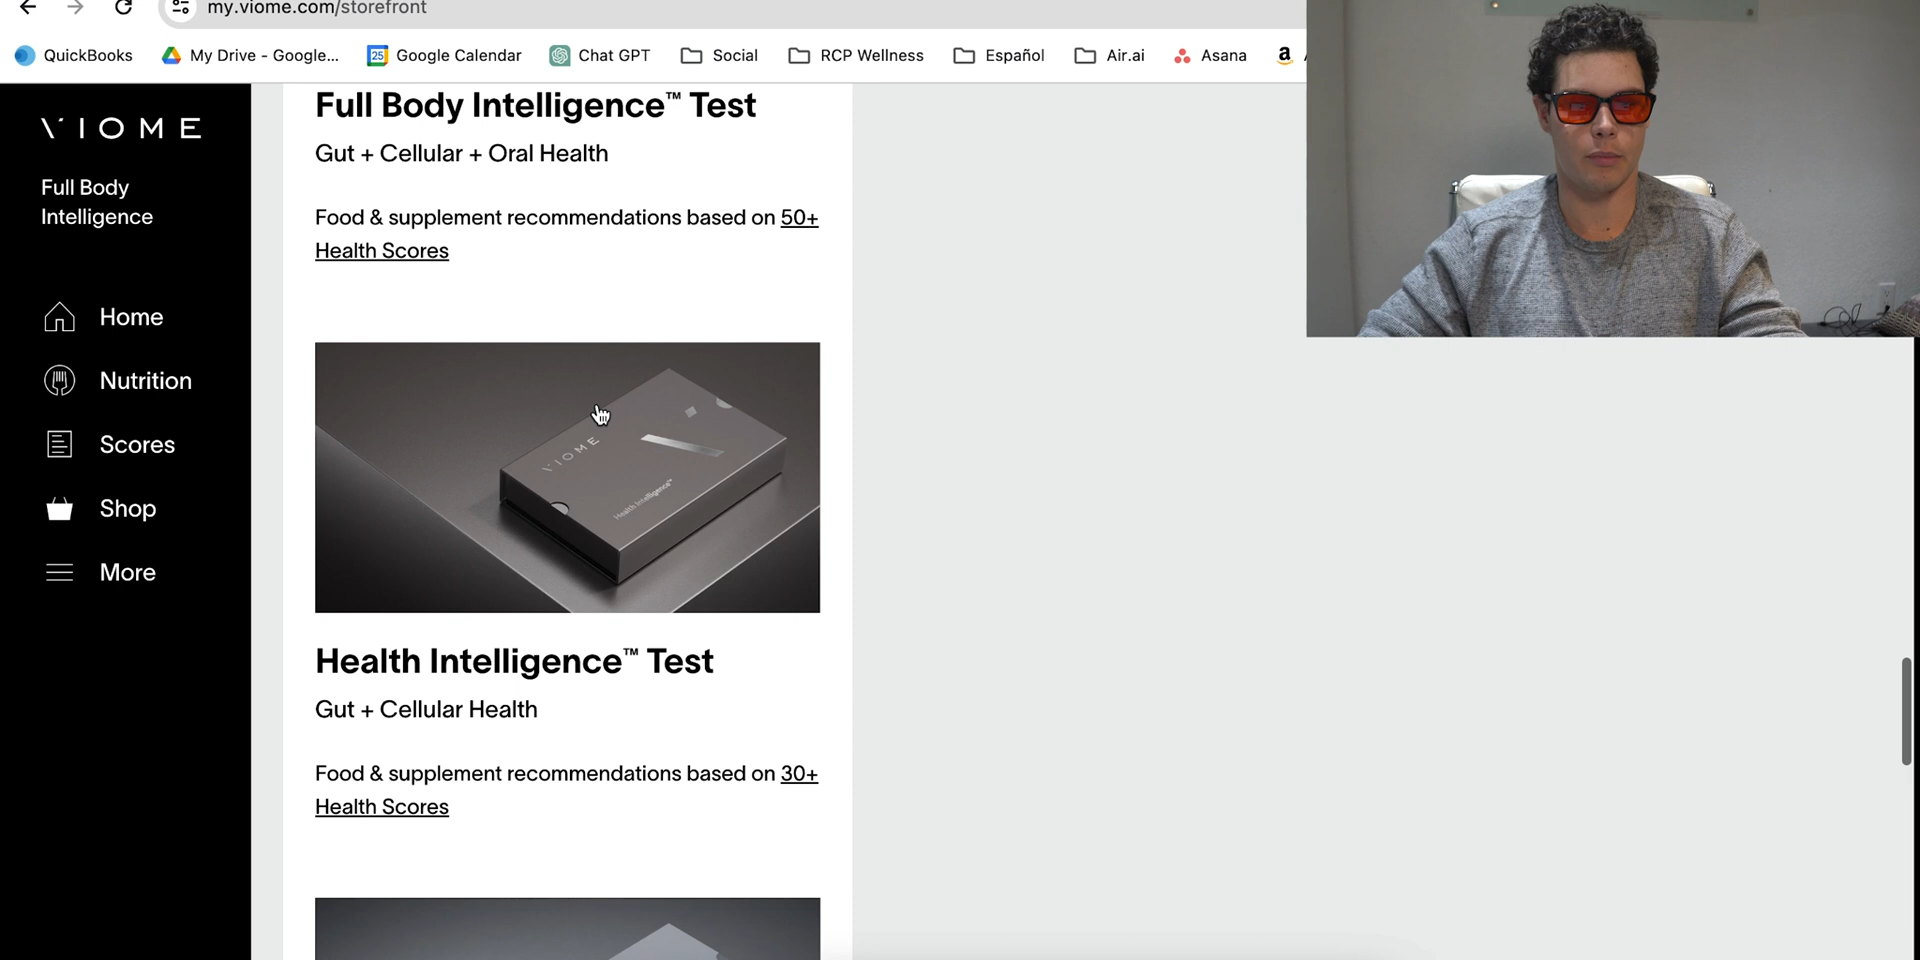 my.viome.com/storefront
QuickBooks
My Drive - Google...
25
Google Calendar
Chat GPT
Social
RCP Wellness
Español
Air.ai
Asana
a
VIOME
Full Body
Intelligence
Home
Nutrition
Scores
Shop
More
Full Body Intelligence™ Test
Gut + Cellular + Oral Health
Food & supplement recommendations based on 50+
Health Scores
VIOME
Health Intelligence™
Health Intelligence™ Test
Gut + Cellular Health
Food & supplement recommendations based on 30+
Health Scores